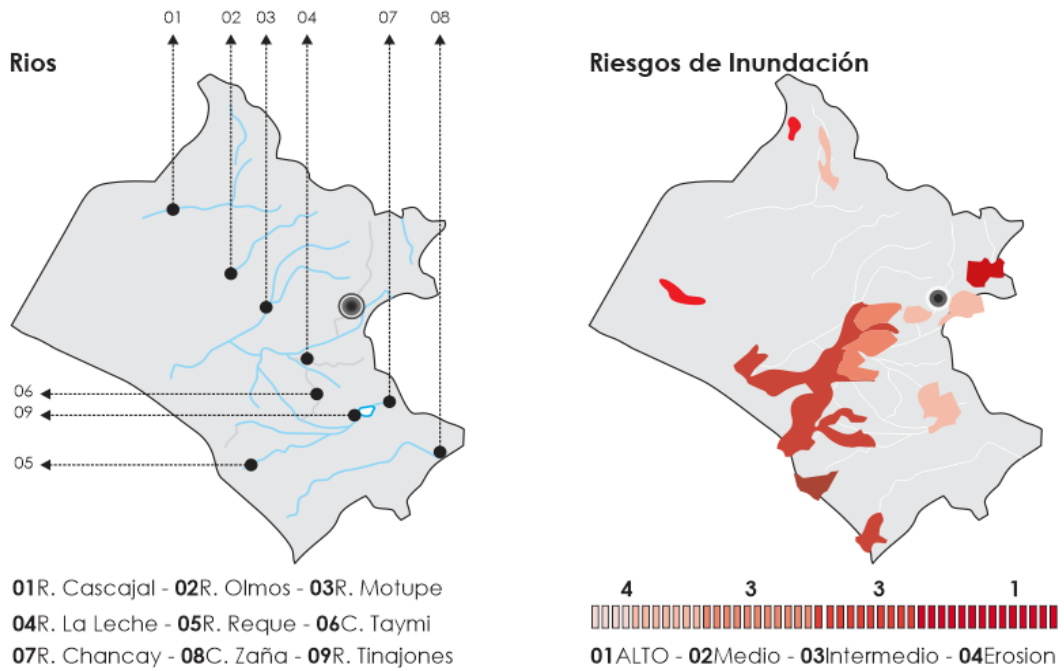 01 02 03 04 07 08
Rios
06
09
05
01R. Cascajal - 02R. Olmos - 03R. Motupe
04R. La Leche - 05R. Reque - 06C. Taymi
07R. Chancay - 08C. Zaña - 09R. Tinajones
Riesgos de Inundación
4 3 3 1
01ALTO - 02Medio - 03Intermedio - 04Erosion